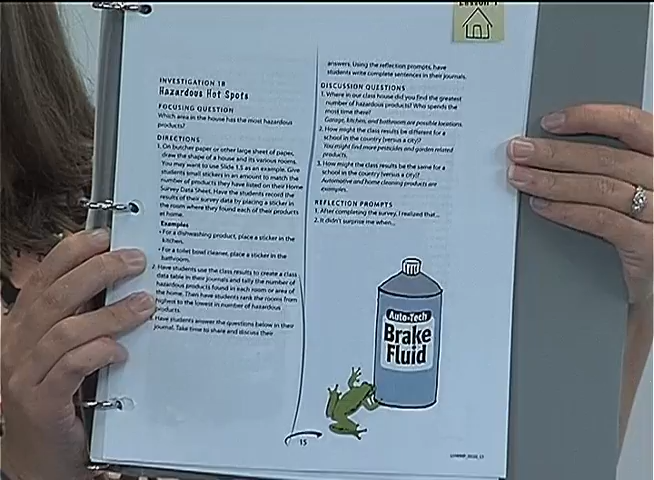 Lesson 1
INVESTIGATION 1B
Hazardous Hot Spots
FOCUSING QUESTION
Which area in the house has the most hazardous
products?
DIRECTIONS
1. On butcher paper or other large sheet of paper,
draw the shape of a house and its various rooms.
You may want to use Slide 1.3 as an example. Give
students small stickers in an amount to match the
number of products they have listed on their Home
Survey Data Sheet. Have the students record the
results of their survey data by placing a sticker in
the room where they found each of their products
at home.
Examples
• For a dishwashing product, place a sticker in the
kitchen.
• For a toilet bowl cleaner, place a sticker in the
bathroom.
2. Have students use the class results to create a class
data table in their journals and tally the number of
hazardous products found in each room or area of
the home. Then have students rank the rooms from
highest to the lowest in number of hazardous
products.
Have students answer the questions below in their
journal. Take time to share and discuss their
answers. Using the reflection prompts, have
students write complete sentences in their journals.
DISCUSSION QUESTIONS
1. Where in our class house did you find the greatest
number of hazardous products? Who spends the
most time there?
Garage, kitchen, and bathroom are possible locations.
2. How might the class results be different for a
school in the country (versus a city)?
You might find more pesticides and garden related
products.
3. How might the class results be the same for a
school in the country (versus a city)?
Automotive and home cleaning products are
examples.
REFLECTION PROMPTS
1. After completing the survey, I realized that...
2. It didn't surprise me when...
Auto-Tech
Brake
Fluid
15